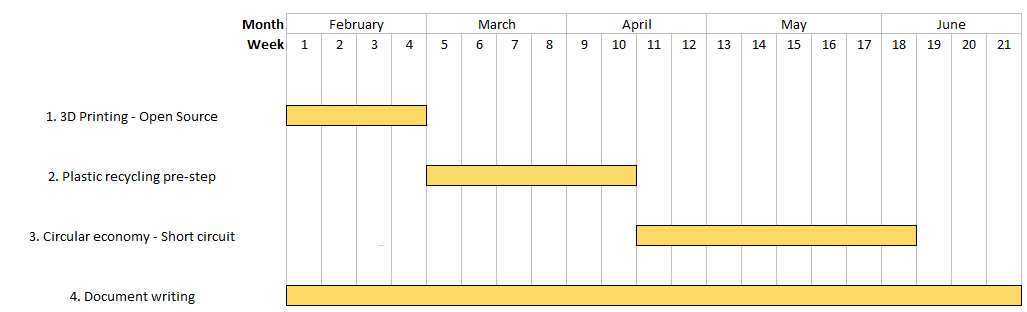 Month February March April May June
Week 1 2 3 4 5 6 7 8 9 10 11 12 13 14 15 16 17 18 19 20 21
1. 3D Printing - Open Source
2. Plastic recycling pre-step
3. Circular economy - Short circuit
4. Document writing